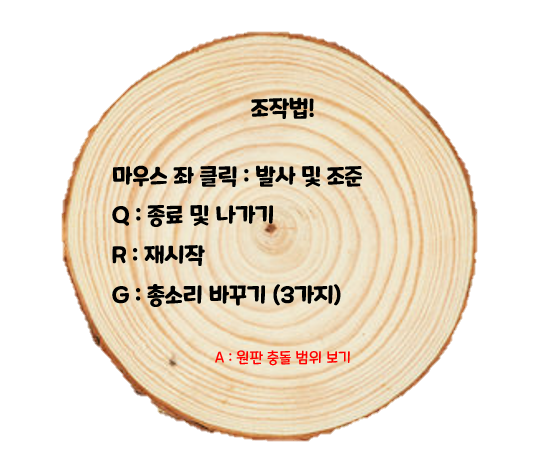 조작법!
마우스 좌 클릭 : 발사 및 조준
Q : 종료 및 나가기
R : 재시작
G : 총소리 바꾸기 (3가지)
A : 원판 충돌 범위 보기